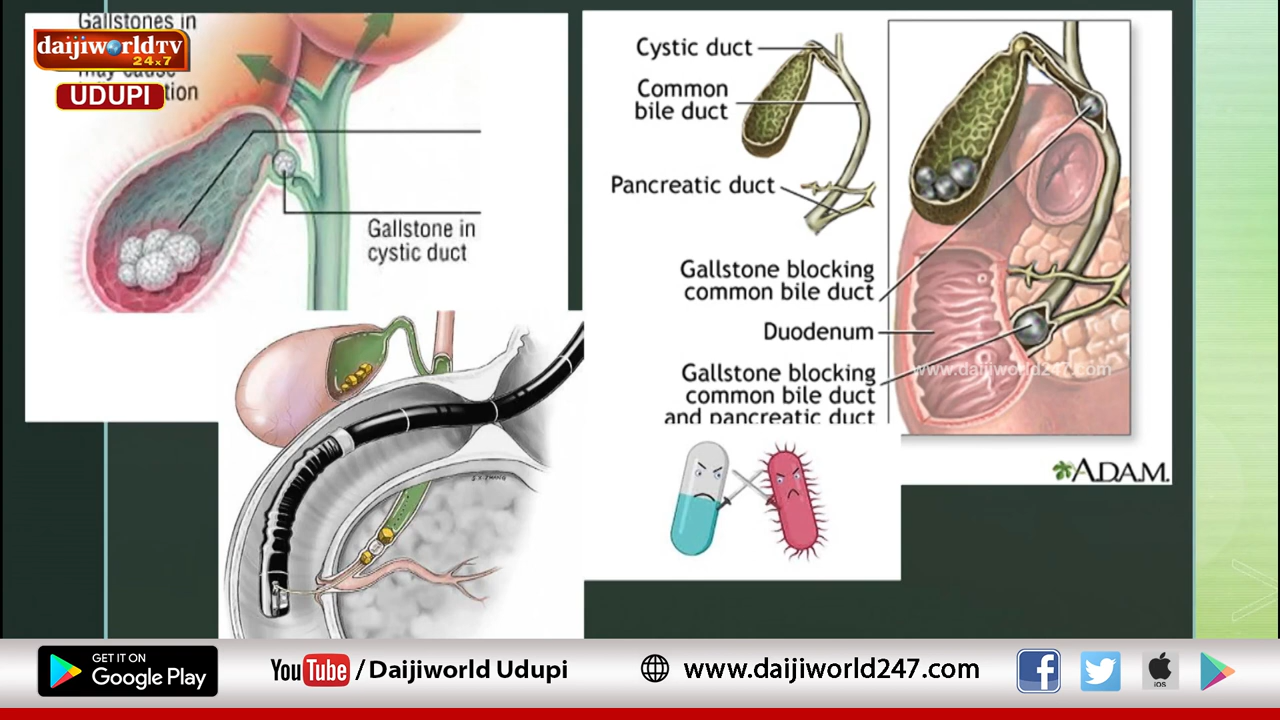 Gallstones in
daijiworldTV
24x7
may cause
UDUPI
Gallstone in
cystic duct
Cystic duct
Common
bile duct
Pancreatic duct
Gallstone blocking
common bile duct
Duodenum
www.daijiworld247.com
Gallstone blocking
common bile duct
and pancreatic duct
A.D.A.M.
GET IT ON
Google Play
YouTube / Daijiworld Udupi
www.daijiworld247.com
iOS